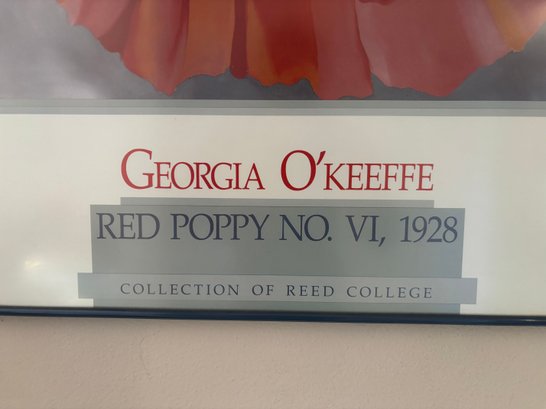 GEORGIA O'KEEFFE
RED POPPY NO. VI, 1928
COLLECTION OF REED COLLEGE